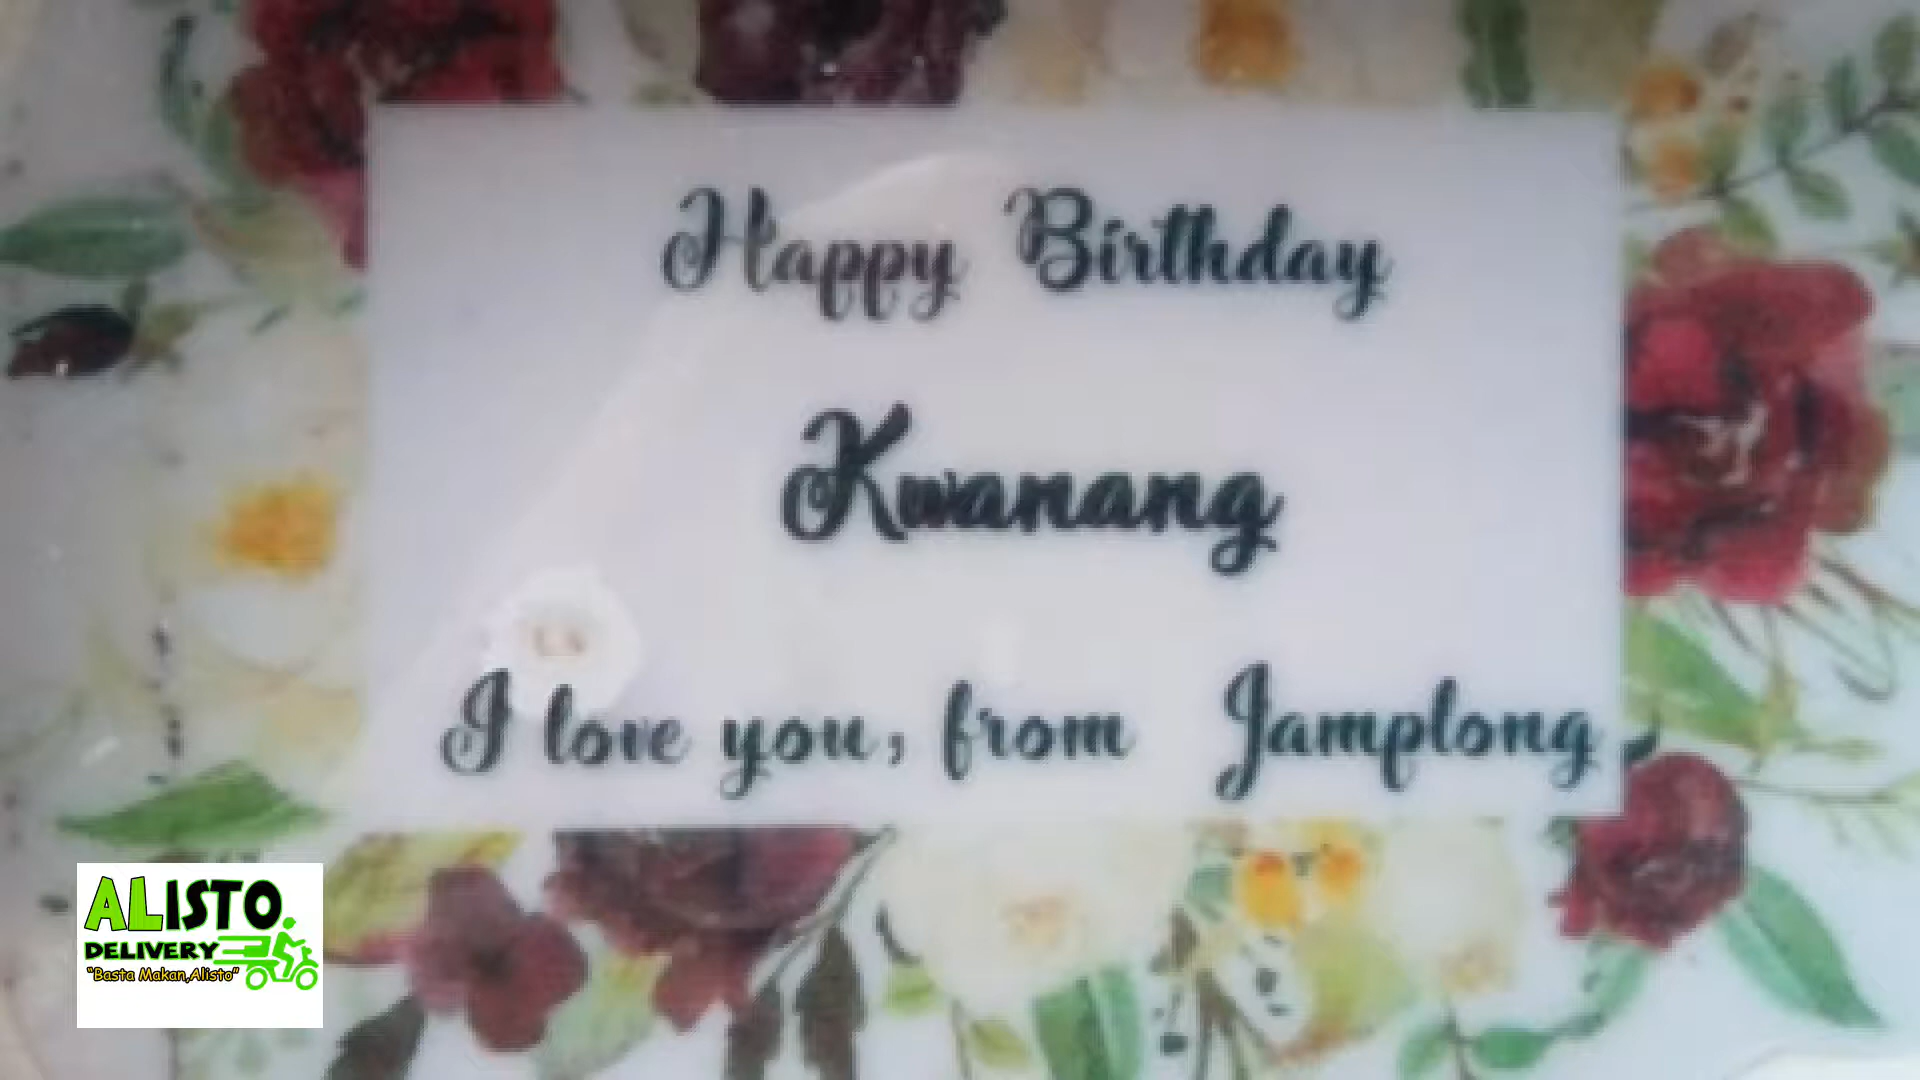 Happy Birthday
Kwanang
I love you, from Jamplong
ALISTO
DELIVERY
"Basta Makan,Alisto"